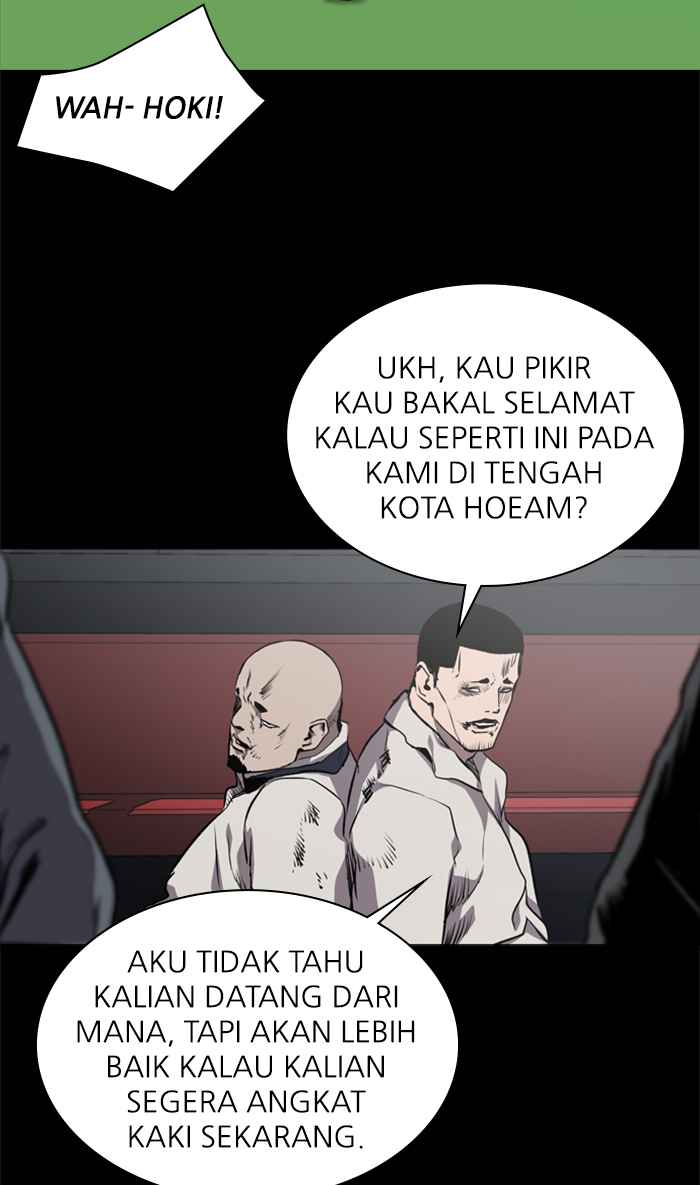 WAH- HOKI!
UKH, KAU PIKIR
KAU BAKAL SELAMAT
KALAU SEPERTI INI PADA
KAMI DI TENGAH
KOTA HOEAM?
AKU TIDAK TAHU
KALIAN DATANG DARI
MANA, TAPI AKAN LEBIH
BAIK KALAU KALIAN
SEGERA ANGKAT
KAKI SEKARANG.